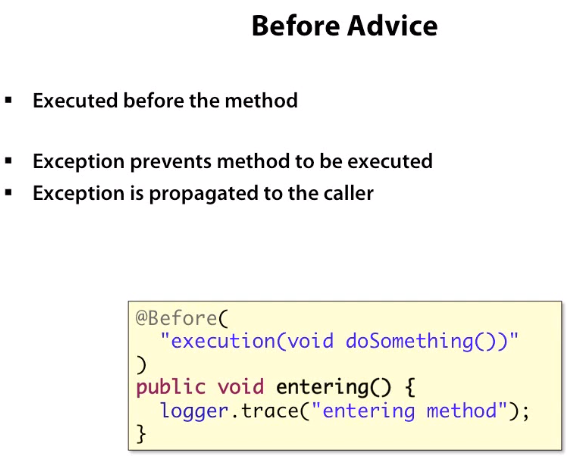 Before Advice
▪ Executed before the method
▪ Exception prevents method to be executed
▪ Exception is propagated to the caller
@Before(
  "execution(void doSomething())"
)
public void entering() {
  logger.trace("entering method");
}